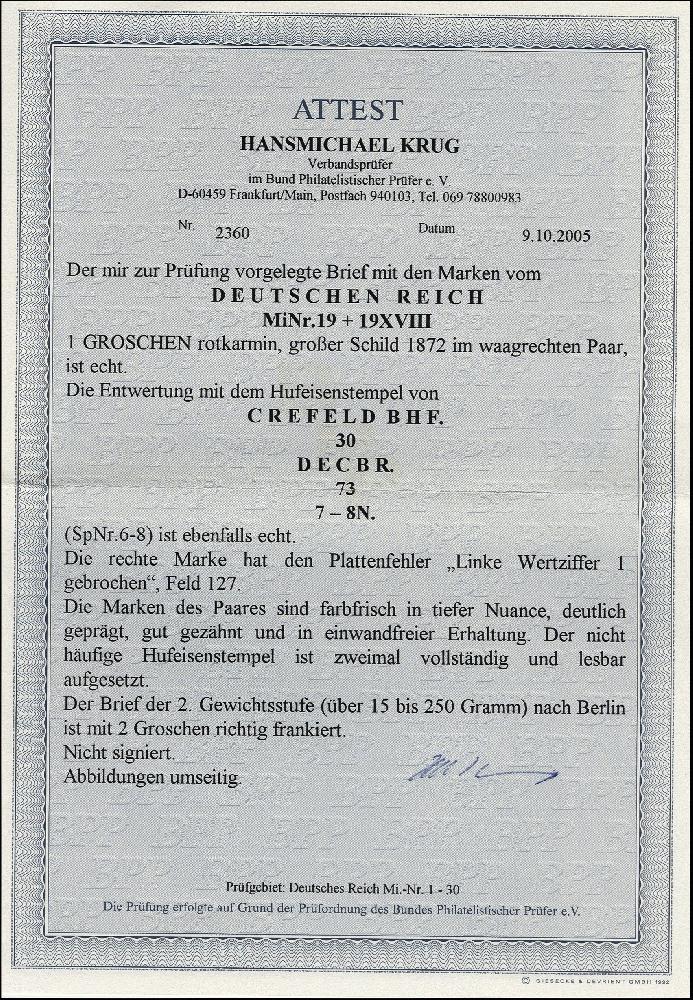 ATTEST
HANSMICHAEL KRUG
Verbandsprüfer
im Bund Philatelistischer Prüfer e. V
D-60459 Frankfurt/Main, Postfach 940103, Tel. 069 78800983
Nr. 2360 Datum 9.10.2005
Der mir zur Prüfung vorgelegte Brief mit den Marken vom
DEUTSCHEN REICH
MiNr.19 + 19XVIII
1 GROSCHEN rotkarmin, großer Schild 1872 im waagrechten Paar,
ist echt.
Die Entwertung mit dem Hufeisenstempel von
CREFELD BHF.
30
DECBR.
73
7 – 8N.
(SpNr.6-8) ist ebenfalls echt.
Die rechte Marke hat den Plattenfehler „Linke Wertziffer 1
gebrochen“, Feld 127.
Die Marken des Paares sind farbfrisch in tiefer Nuance, deutlich
geprägt, gut gezähnt und in einwandfreier Erhaltung. Der nicht
häufige Hufeisenstempel ist zweimal vollständig und lesbar
aufgesetzt.
Der Brief der 2. Gewichtsstufe (über 15 bis 250 Gramm) nach Berlin
ist mit 2 Groschen richtig frankiert.
Nicht signiert.
Abbildungen umseitig.
Prüfgebiet: Deutsches Reich Mi.-Nr. 1 - 30
Die Prüfung erfolgte auf Grund der Prüfordnung des Bundes Philatelistischer Prüfer e.V.
© GIESECKE & DEVRIENT GMBH 1992